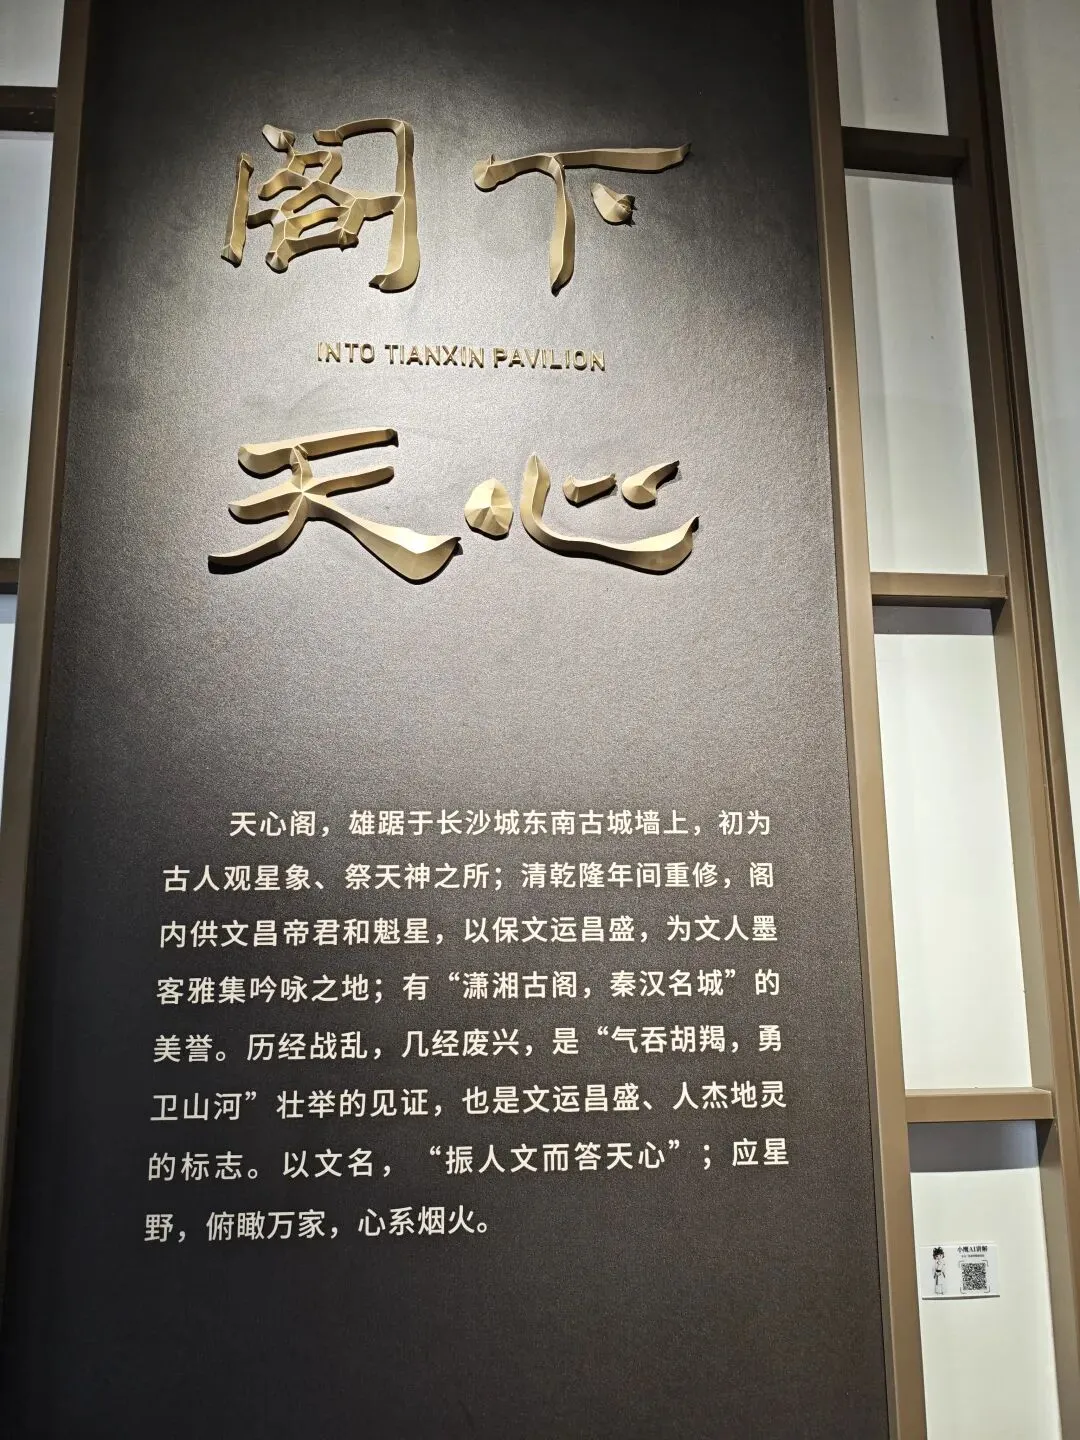 阁下
INTO TIANXIN PAVILION
天心
天心阁，雄踞于长沙城东南古城墙上，初为
古人观星象、祭天神之所；清乾隆年间重修，阁
内供文昌帝君和魁星，以保文运昌盛，为文人墨
客雅集吟咏之地；有“潇湘古阁，秦汉名城”的
美誉。历经战乱，几经废兴，是“气吞胡羯，勇
卫山河”壮举的见证，也是文运昌盛、人杰地灵
的标志。以文名，“振人文而答天心”；应星
野，俯瞰万家，心系烟火。